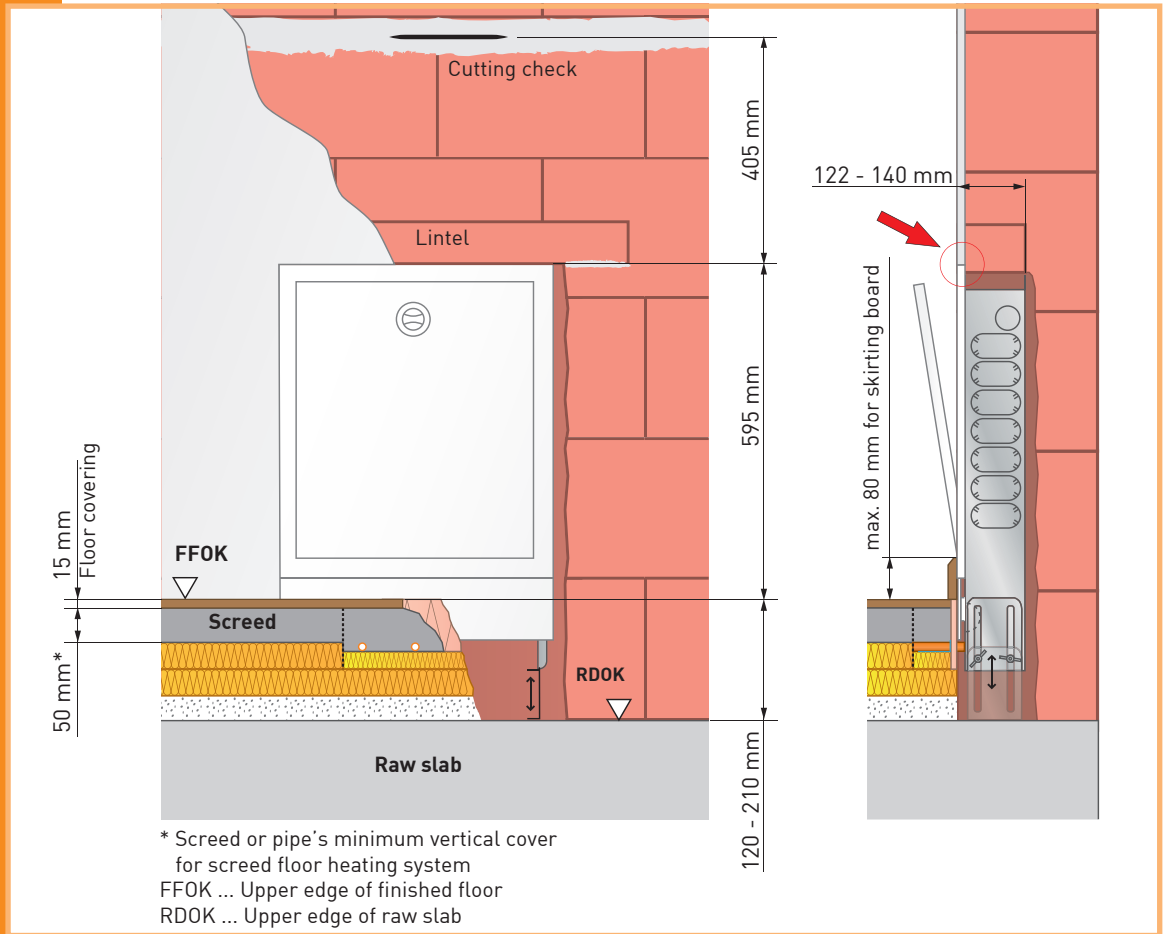 Cutting check
405 mm
122 - 140 mm
Lintel
595 mm
max. 80 mm for skirting board
15 mm
Floor covering
FFOK
Screed
50 mm*
RDOK
Raw slab
120 - 210 mm
* Screed or pipe's minimum vertical cover
for screed floor heating system
FFOK ... Upper edge of finished floor
RDOK ... Upper edge of raw slab